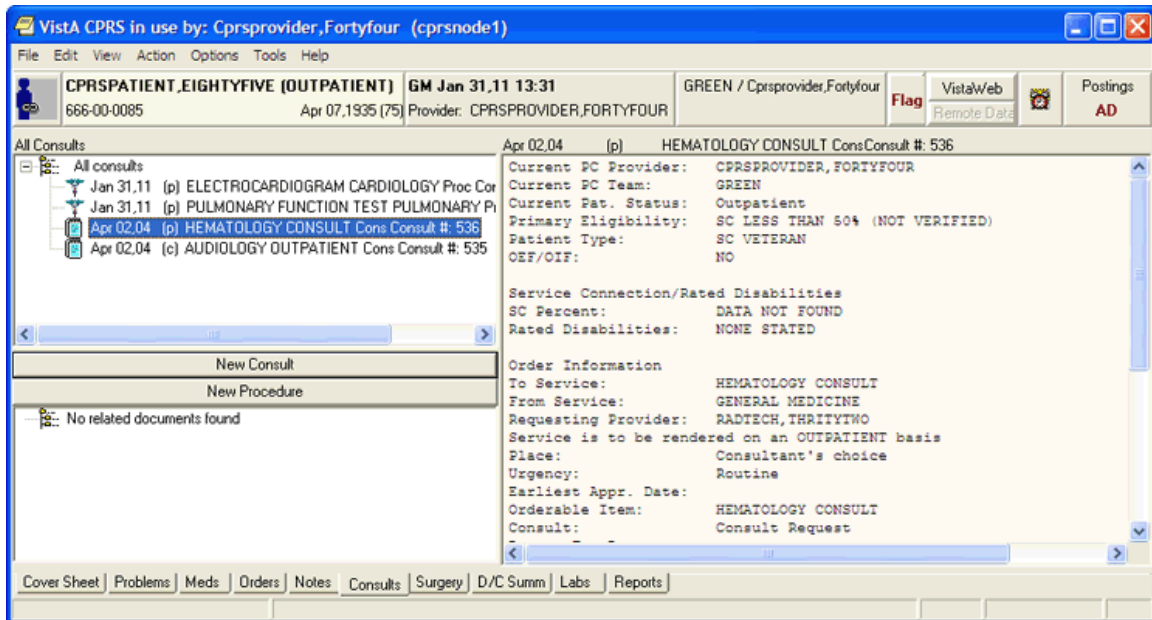 VistA CPRS in use by: Cprsprovider,Fortyfour (cprsnode1)
File Edit View Action Options Tools Help
CPRSPATIENT,EIGHTYFIVE (OUTPATIENT) GM Jan 31,11 13:31 GREEN / Cprsprovider,Fortyfour Flag VistaWeb Postings
666-00-0085 Apr 07,1935 (75) Provider: CPRSPROVIDER,FORTYFOUR Remote Data AD
All Consults
All consults
Jan 31,11 (p) ELECTROCARDIOGRAM CARDIOLOGY Proc Cor
Jan 31,11 (p) PULMONARY FUNCTION TEST PULMONARY
Apr 02,04 (p) HEMATOLOGY CONSULT Cons Consult #: 536
Apr 02,04 (c) AUDIOLOGY OUTPATIENT Cons Consult #: 535
New Consult
New Procedure
No related documents found
Apr 02,04 (p) HEMATOLOGY CONSULT ConsConsult #: 536
Current PC Provider: CPRSPROVIDER,FORTYFOUR
Current PC Team: GREEN
Current Pat. Status: Outpatient
Primary Eligibility: SC LESS THAN 50% (NOT VERIFIED)
Patient Type: SC VETERAN
OEF/OIF: NO
Service Connection/Rated Disabilities
SC Percent: DATA NOT FOUND
Rated Disabilities: NONE STATED
Order Information
To Service: HEMATOLOGY CONSULT
From Service: GENERAL MEDICINE
Requesting Provider: RADTECH,THRITYTWO
Service is to be rendered on an OUTPATIENT basis
Place: Consultant's choice
Urgency: Routine
Earliest Appr. Date:
Orderable Item: HEMATOLOGY CONSULT
Consult: Consult Request
Cover Sheet Problems Meds Orders Notes Consults Surgery D/C Summ Labs Reports